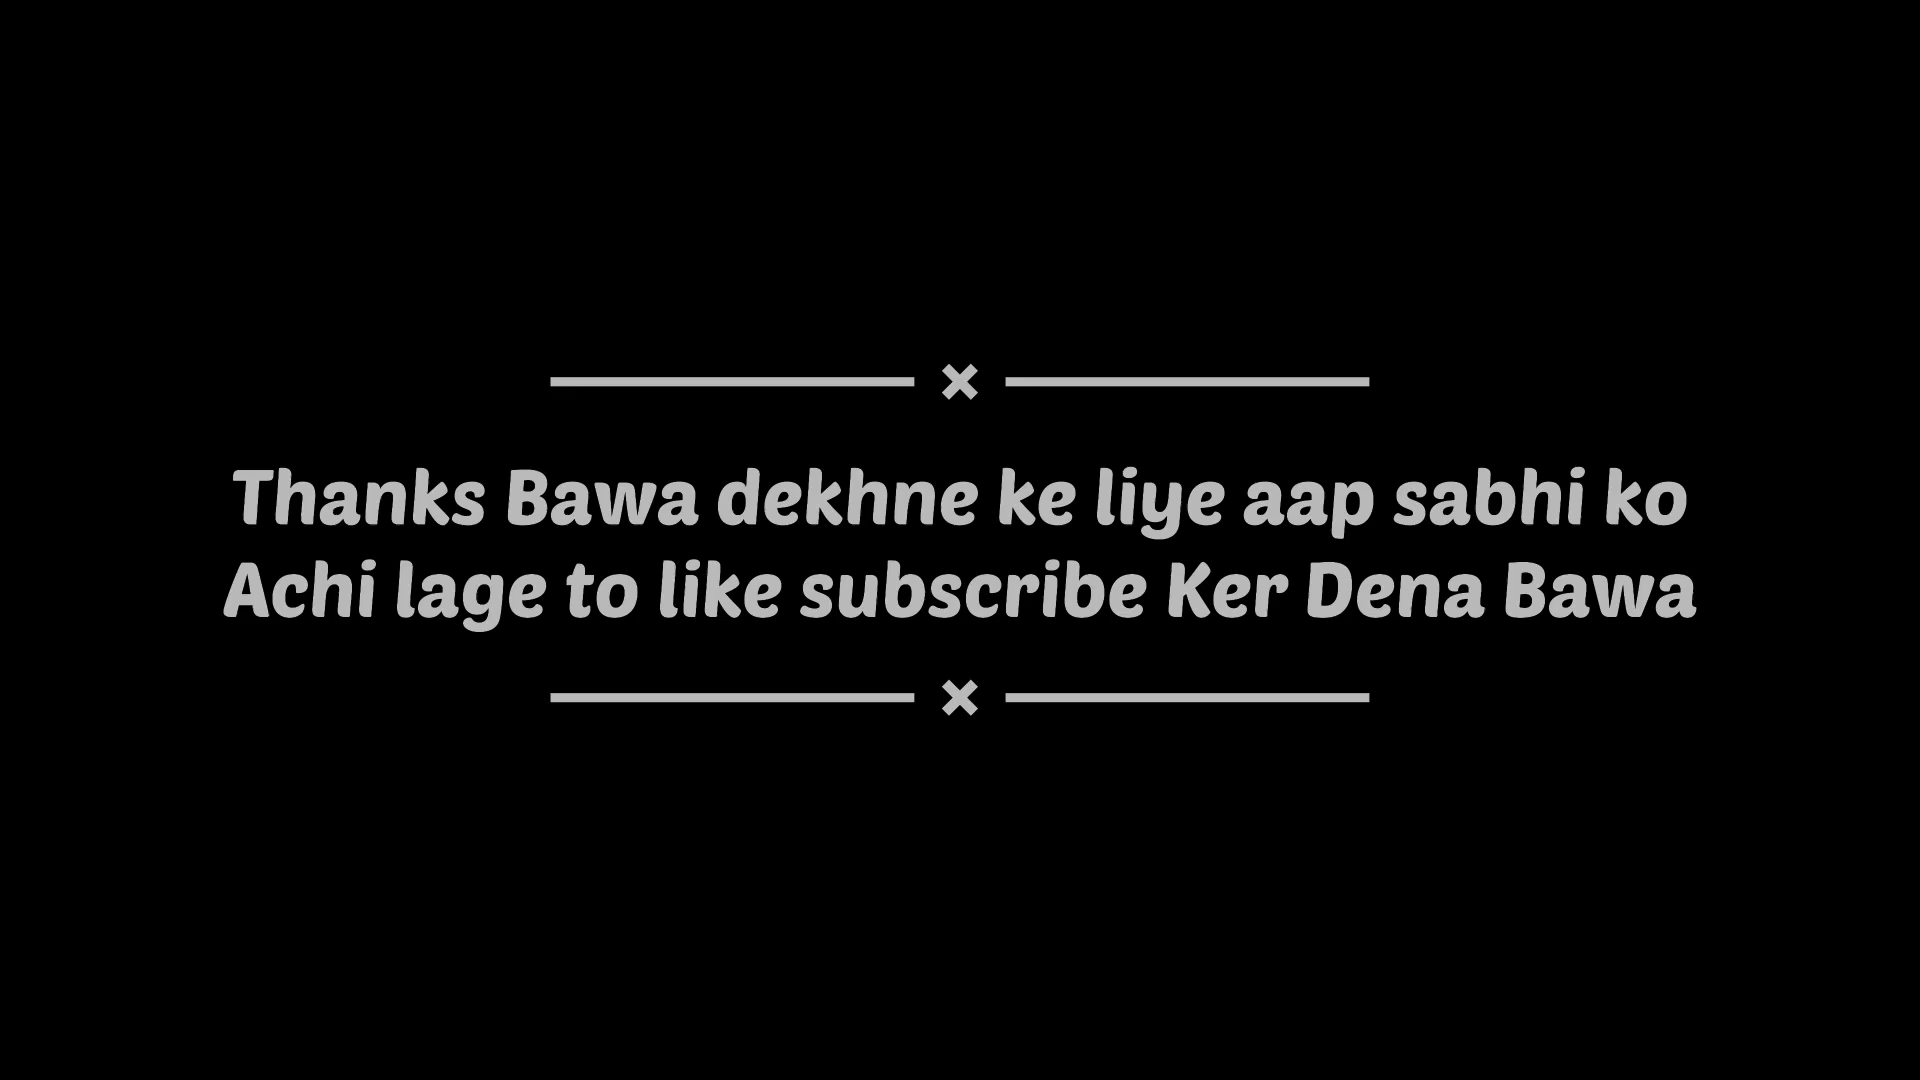 Thanks Bawa dekhne ke liye aap sabhi ko
Achi lage to like subscribe Ker Dena Bawa